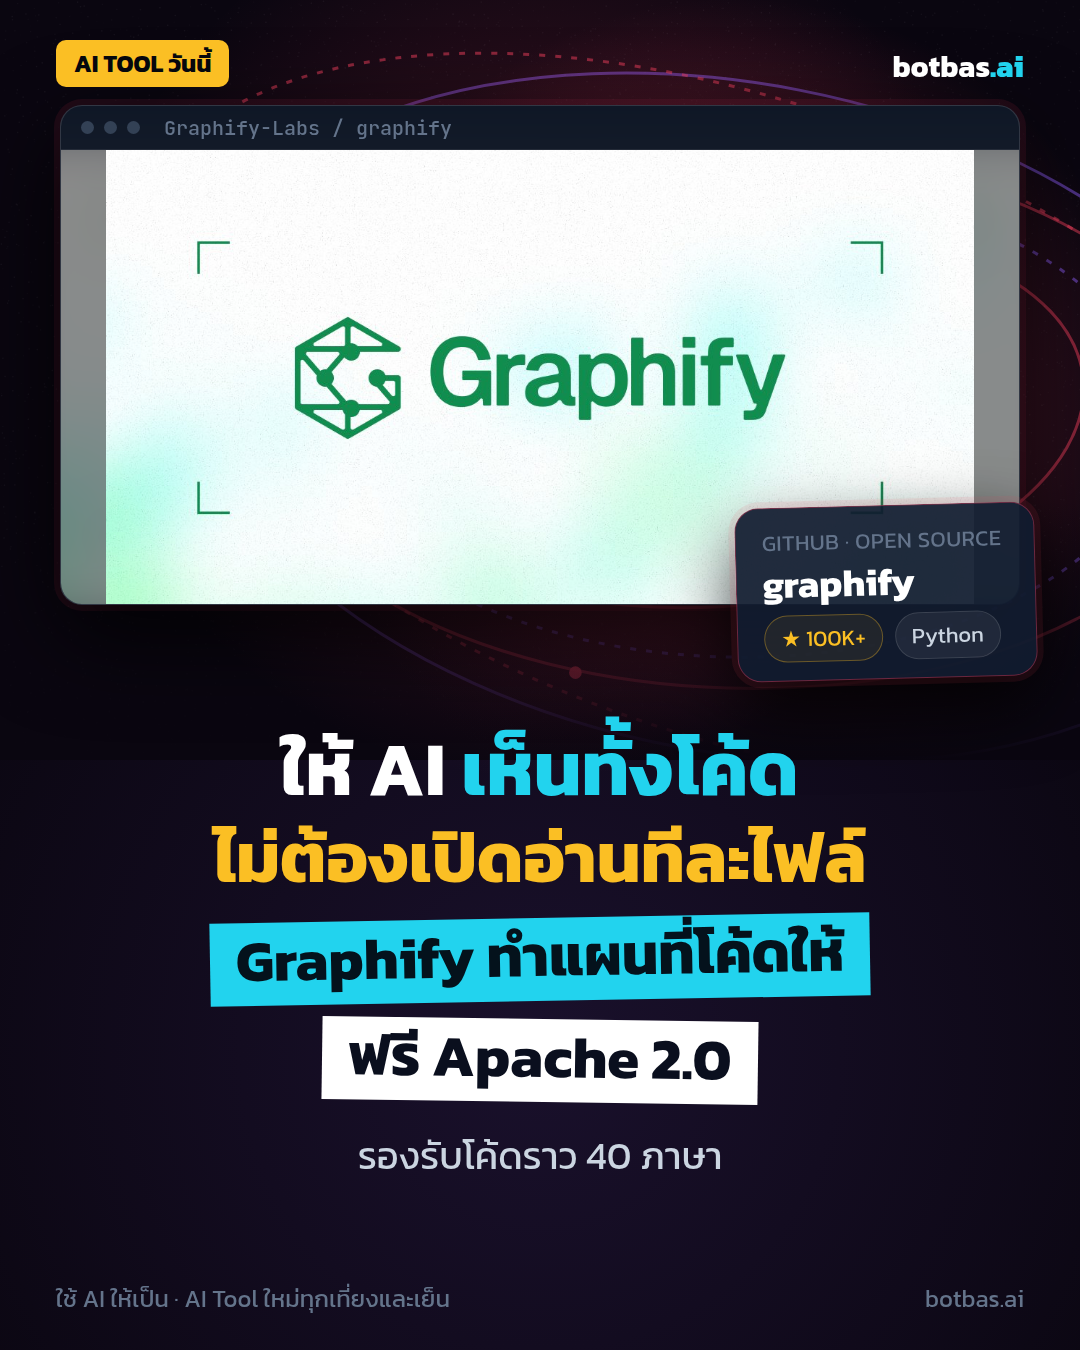 AI TOOL วันนี้
botbas.ai
Graphify-Labs / graphify
Graphify
GITHUB · OPEN SOURCE
graphify
★ 100K+
Python
ให้ AI เห็นทั้งโค้ด
ไม่ต้องเปิดอ่านทีละไฟล์
Graphify ทำแผนที่โค้ดให้
ฟรี Apache 2.0
รองรับโค้ดราว 40 ภาษา
ใช้ AI ให้เป็น · AI Tool ใหม่ทุกเที่ยงและเย็น
botbas.ai